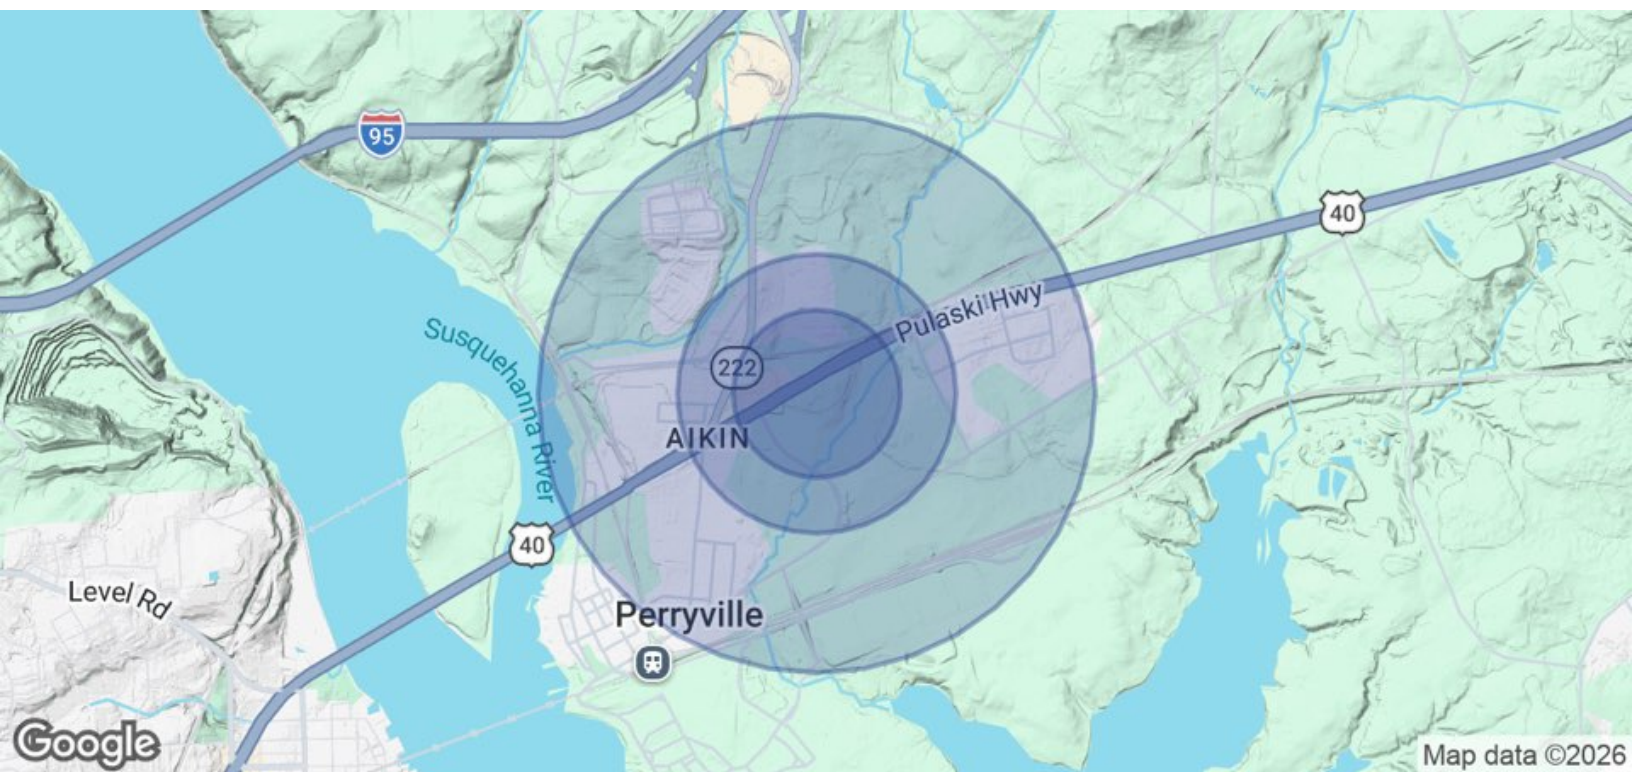 95
40
Pulaski Hwy
Susquehanna River
222
AIKIN
40
Level Rd
Perryville
Google
Map data ©2026